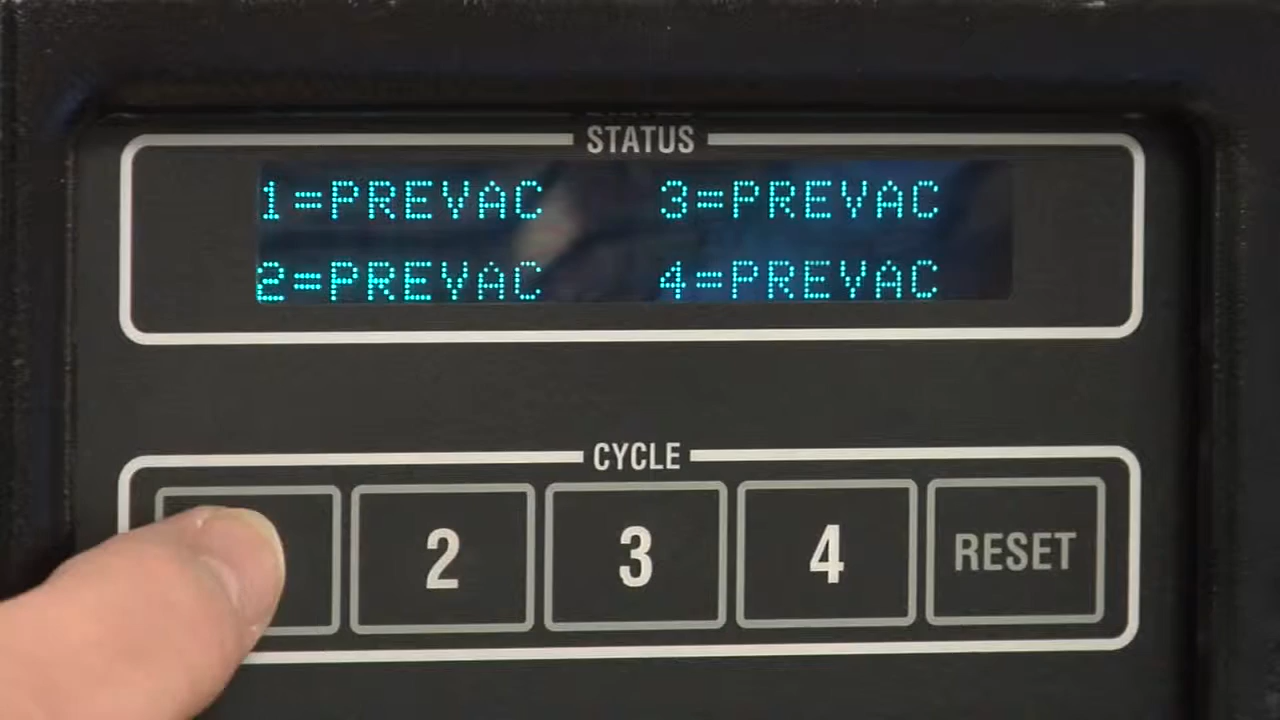 STATUS
1=PREVAC 3=PREVAC
2=PREVAC 4=PREVAC
CYCLE
2 3 4 RESET